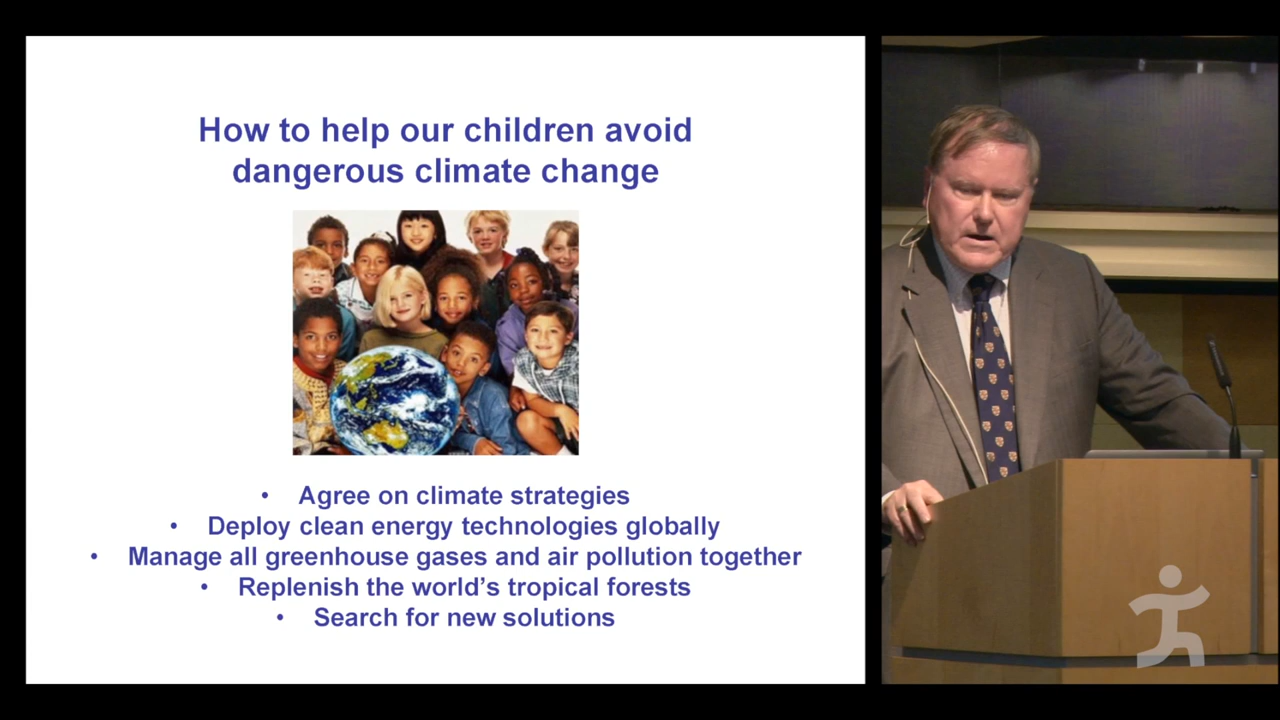 How to help our children avoid
dangerous climate change
• Agree on climate strategies
• Deploy clean energy technologies globally
• Manage all greenhouse gases and air pollution together
• Replenish the world's tropical forests
• Search for new solutions